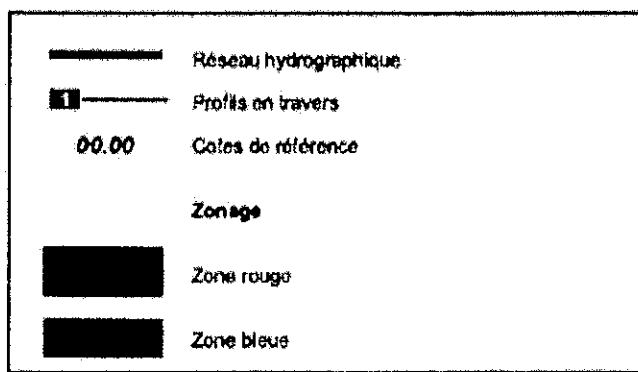 Réseau hydrographique
1 Profils en travers
00.00 Cotes de référence
Zonage
Zone rouge
Zone bleue